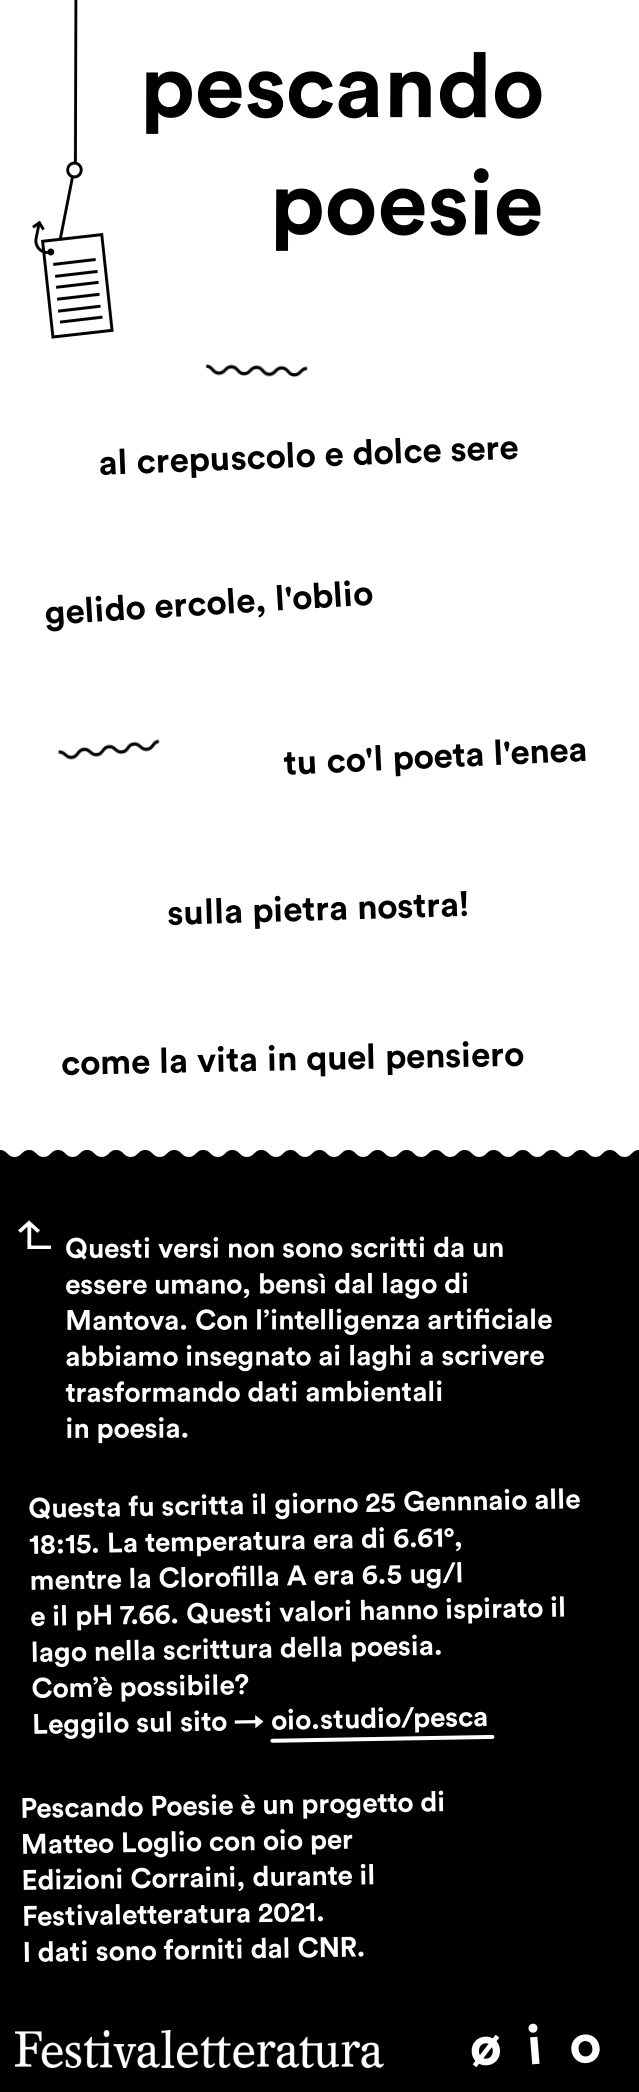 pescando
poesie
al crepuscolo e dolce sere
gelido ercole, l'oblio
tu co'l poeta l'enea
sulla pietra nostra!
come la vita in quel pensiero
Questi versi non sono scritti da un
essere umano, bensì dal lago di
Mantova. Con l’intelligenza artificiale
abbiamo insegnato ai laghi a scrivere
trasformando dati ambientali
in poesia.
Questa fu scritta il giorno 25 Gennnaio alle
18:15. La temperatura era di 6.61°,
mentre la Clorofilla A era 6.5 ug/l
e il pH 7.66. Questi valori hanno ispirato il
lago nella scrittura della poesia.
Com’è possibile?
Leggilo sul sito → oio.studio/pesca
Pescando Poesie è un progetto di
Matteo Loglio con oio per
Edizioni Corraini, durante il
Festivaletteratura 2021.
I dati sono forniti dal CNR.
Festivaletteratura ø i o